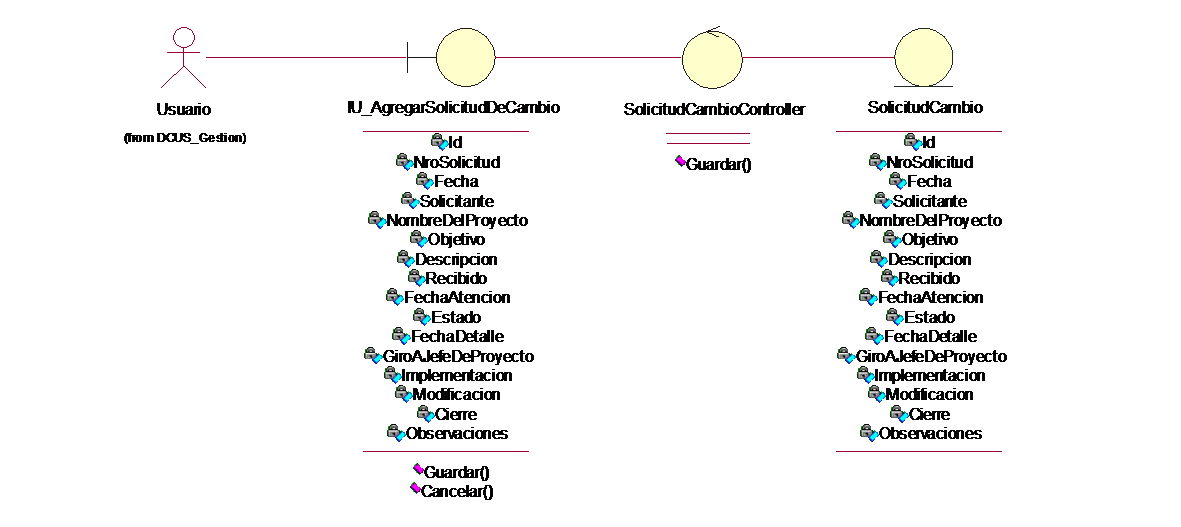 Usuario
(from DCUS_Gestion)
IU_AgregarSolicitudDeCambio
Id
NroSolicitud
Fecha
Solicitante
NombreDelProyecto
Objetivo
Descripcion
Recibido
FechaAtencion
Estado
FechaDetalle
GiroAJefeDeProyecto
Implementacion
Modificacion
Cierre
Observaciones
Guardar()
Cancelar()
SolicitudCambioController
Guardar()
SolicitudCambio
Id
NroSolicitud
Fecha
Solicitante
NombreDelProyecto
Objetivo
Descripcion
Recibido
FechaAtencion
Estado
FechaDetalle
GiroAJefeDeProyecto
Implementacion
Modificacion
Cierre
Observaciones